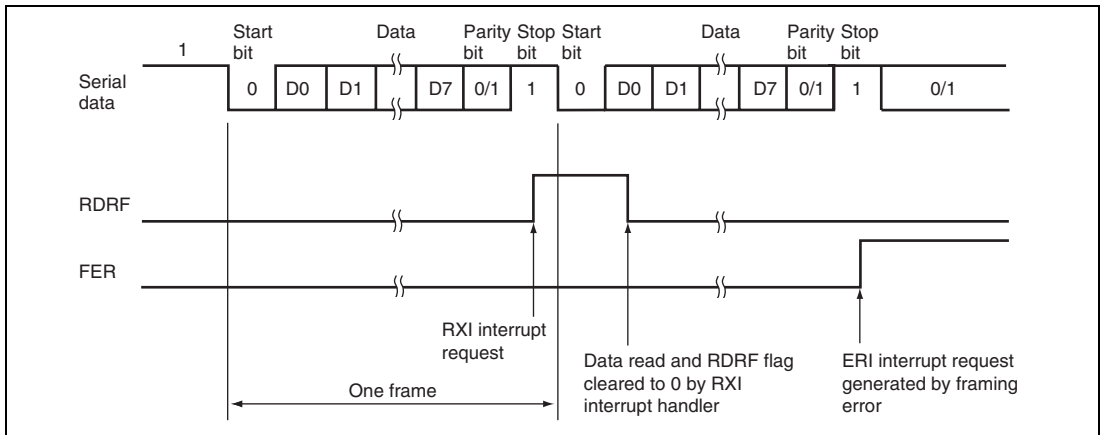 Start Data Parity Stop Start Data Parity Stop
1 bit bit bit bit bit bit
Serial data 0 D0 D1 D7 0/1 1 0 D0 D1 D7 0/1 1 0/1
RDRF
FER
RXI interrupt
request
Data read and RDRF flag
cleared to 0 by RXI
interrupt handler
ERI interrupt request
generated by framing
error
One frame